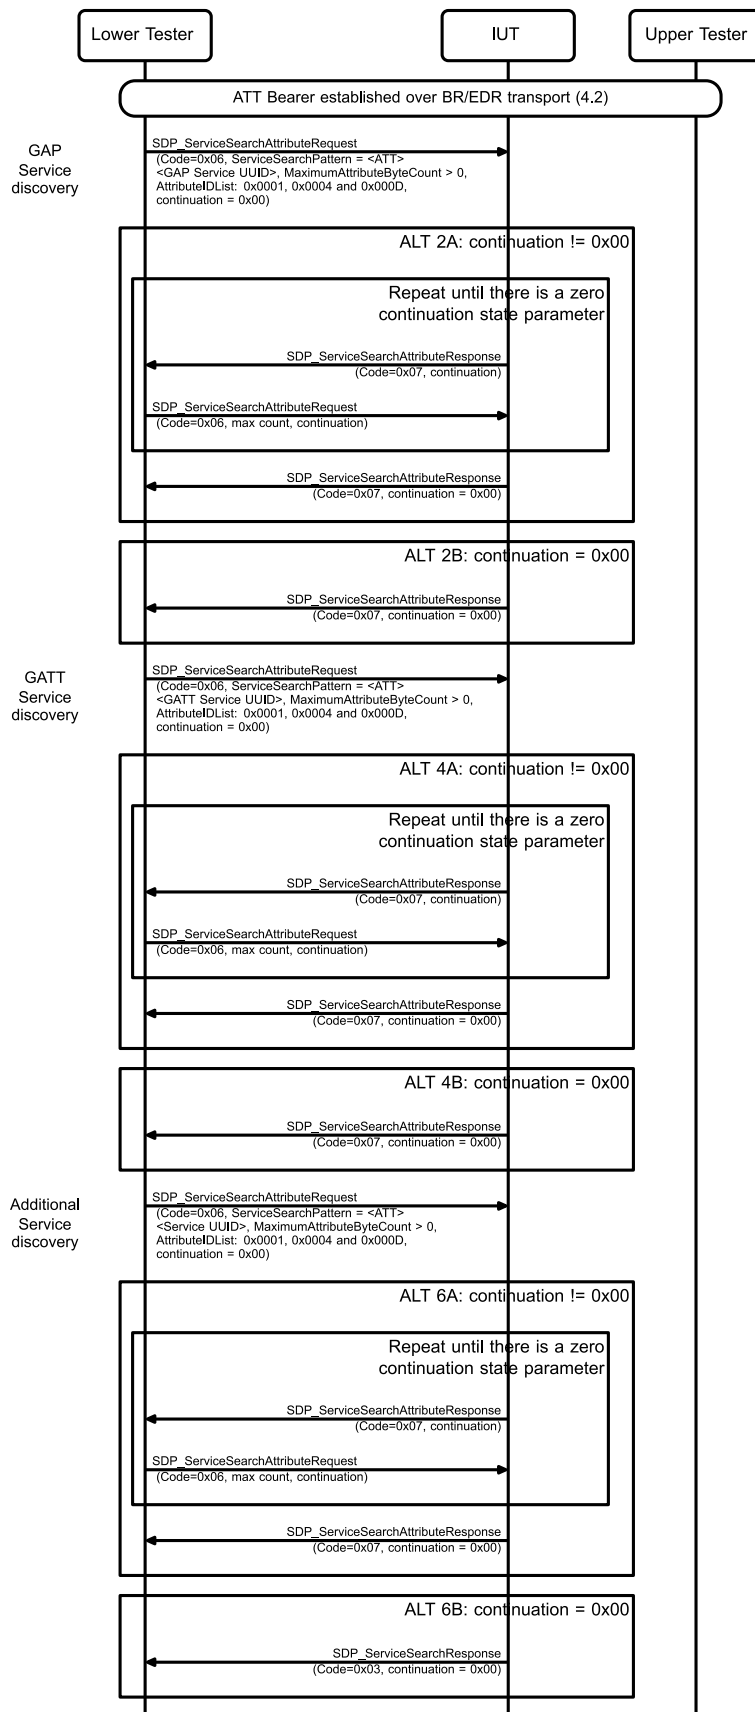 Lower Tester
IUT
Upper Tester
ATT Bearer established over BR/EDR transport (4.2)
GAP
Service
discovery
SDP_ServiceSearchAttributeRequest
(Code=0x06, ServiceSearchPattern = <ATT>
<GAP Service UUID>, MaximumAttributeByteCount > 0,
AttributeIDList: 0x0001, 0x0004 and 0x000D,
continuation = 0x00)
ALT 2A: continuation != 0x00
Repeat until there is a zero
continuation state parameter
SDP_ServiceSearchAttributeResponse
(Code=0x07, continuation)
SDP_ServiceSearchAttributeRequest
(Code=0x06, max count, continuation)
SDP_ServiceSearchAttributeResponse
(Code=0x07, continuation = 0x00)
ALT 2B: continuation = 0x00
SDP_ServiceSearchAttributeResponse
(Code=0x07, continuation = 0x00)
GATT
Service
discovery
SDP_ServiceSearchAttributeRequest
(Code=0x06, ServiceSearchPattern = <ATT>
<GATT Service UUID>, MaximumAttributeByteCount > 0,
AttributeIDList: 0x0001, 0x0004 and 0x000D,
continuation = 0x00)
ALT 4A: continuation != 0x00
Repeat until there is a zero
continuation state parameter
SDP_ServiceSearchAttributeResponse
(Code=0x07, continuation)
SDP_ServiceSearchAttributeRequest
(Code=0x06, max count, continuation)
SDP_ServiceSearchAttributeResponse
(Code=0x07, continuation = 0x00)
ALT 4B: continuation = 0x00
SDP_ServiceSearchAttributeResponse
(Code=0x07, continuation = 0x00)
Additional
Service
discovery
SDP_ServiceSearchAttributeRequest
(Code=0x06, ServiceSearchPattern = <ATT>
<Service UUID>, MaximumAttributeByteCount > 0,
AttributeIDList: 0x0001, 0x0004 and 0x000D,
continuation = 0x00)
ALT 6A: continuation != 0x00
Repeat until there is a zero
continuation state parameter
SDP_ServiceSearchAttributeResponse
(Code=0x07, continuation)
SDP_ServiceSearchAttributeRequest
(Code=0x06, max count, continuation)
SDP_ServiceSearchAttributeResponse
(Code=0x07, continuation = 0x00)
ALT 6B: continuation = 0x00
SDP_ServiceSearchResponse
(Code=0x03, continuation = 0x00)